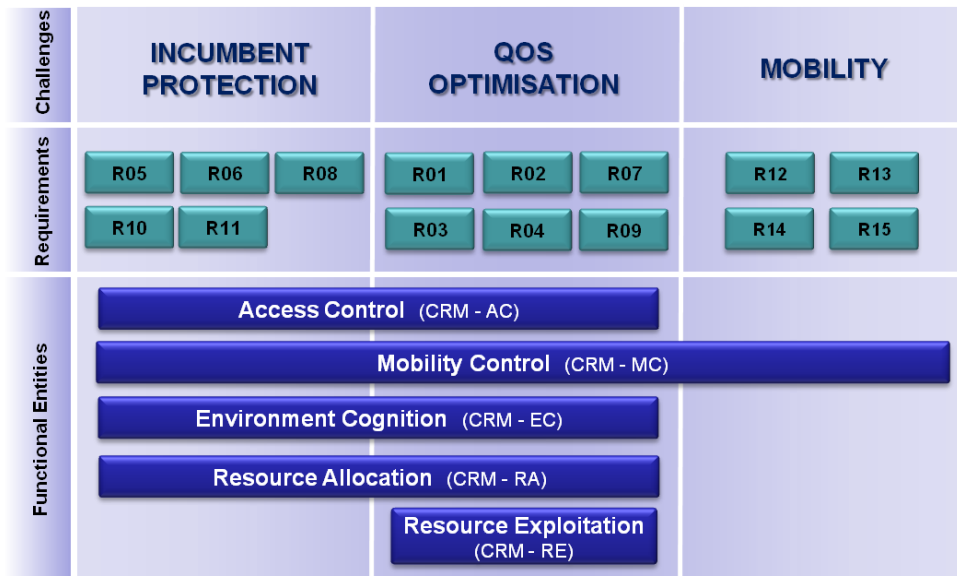 Challenges
INCUMBENT
PROTECTION
QOS
OPTIMISATION
MOBILITY
Requirements
R05 R06 R08
R10 R11
R01 R02 R07
R03 R04 R09
R12 R13
R14 R15
Functional Entities
Access Control (CRM - AC)
Mobility Control (CRM - MC)
Environment Cognition (CRM - EC)
Resource Allocation (CRM - RA)
Resource Exploitation
(CRM - RE)